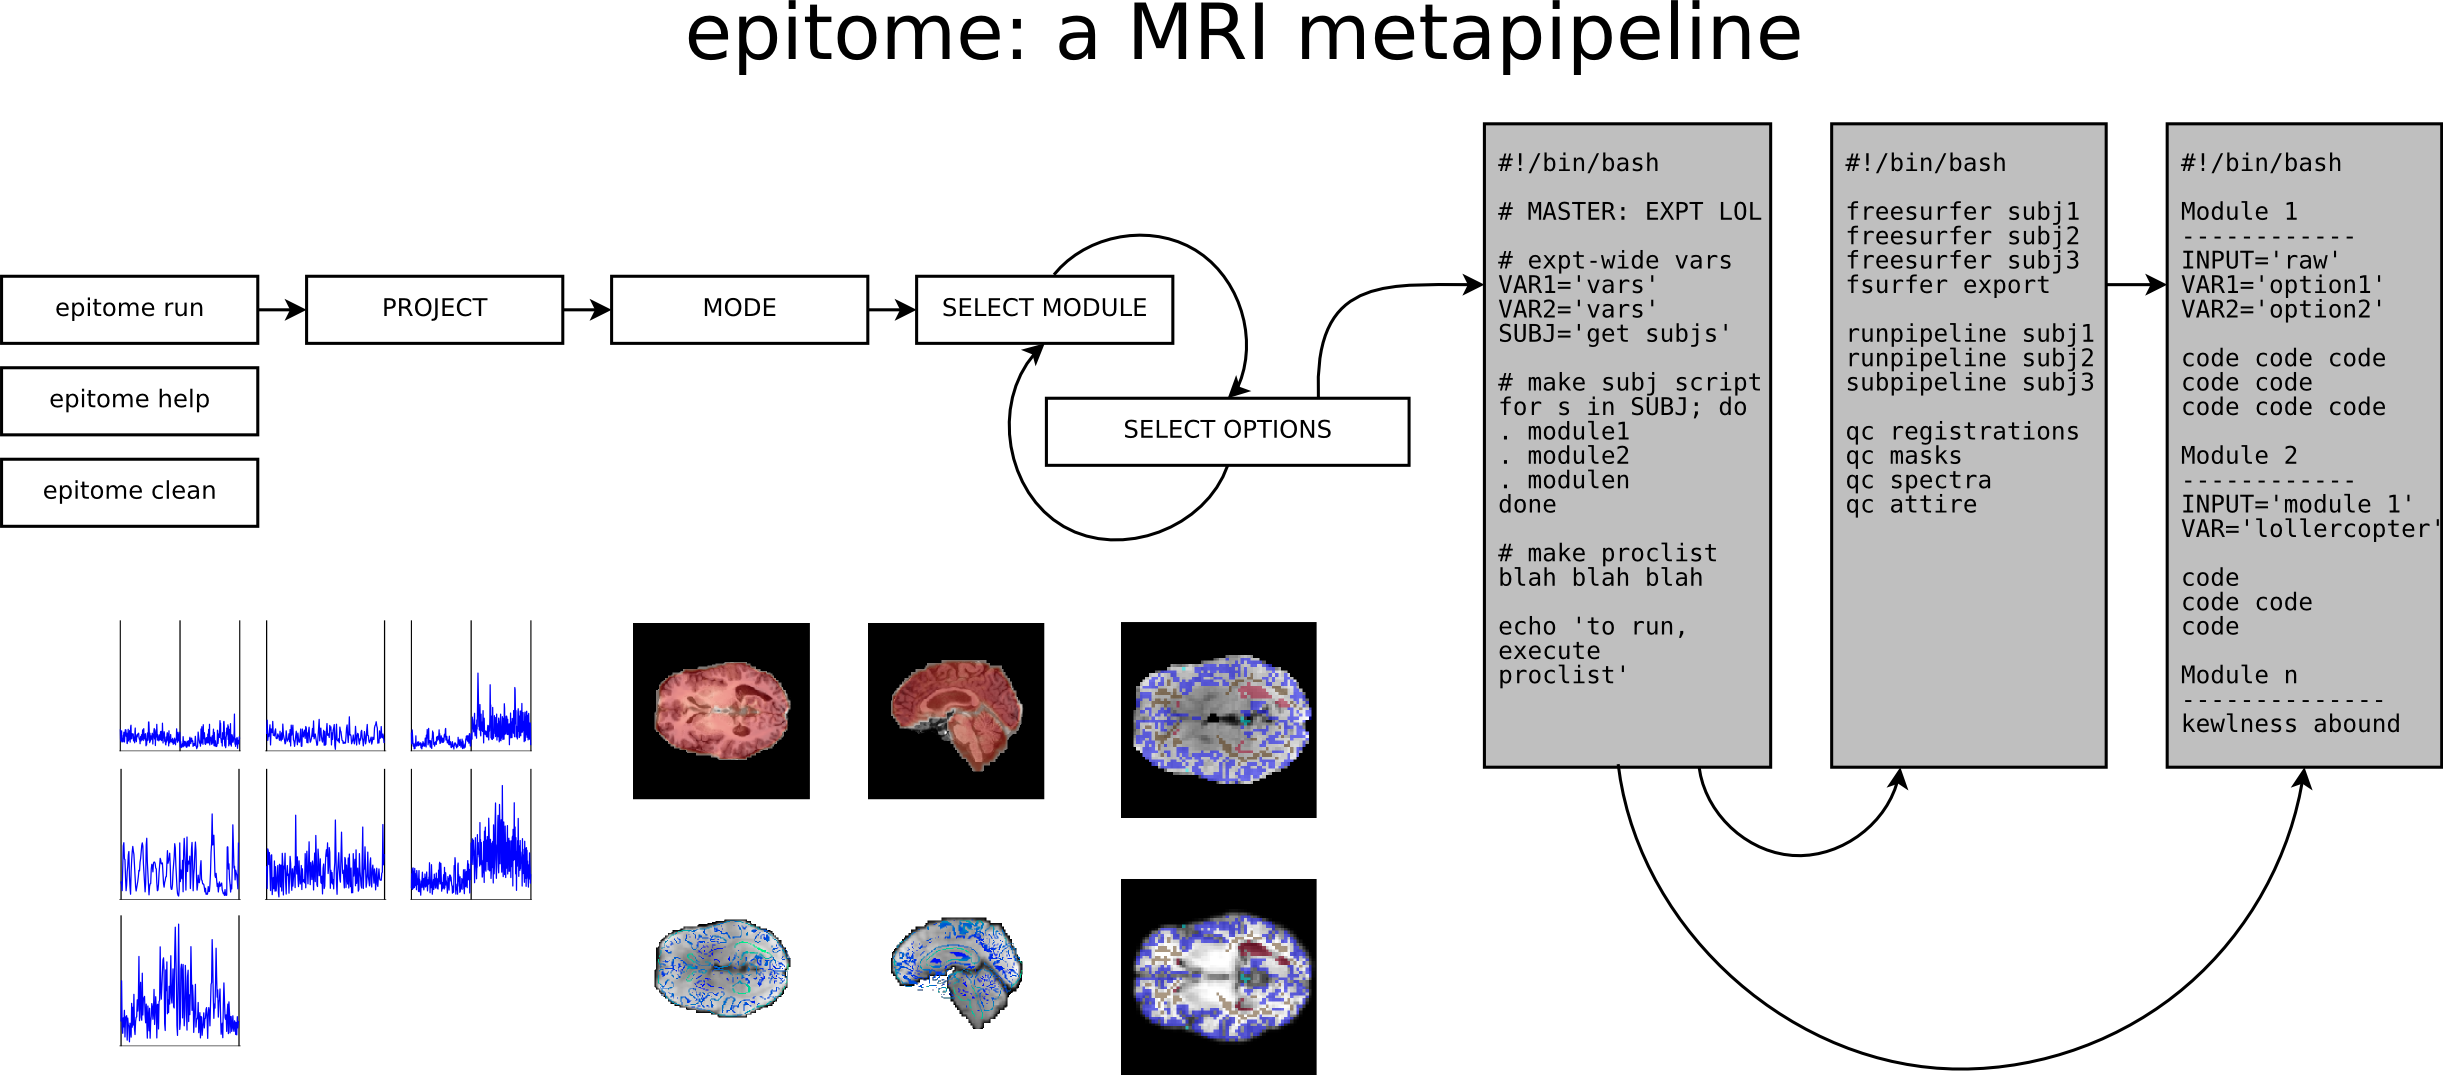 epitome: a MRI metapipeline
epitome run
PROJECT
MODE
SELECT MODULE
epitome help
SELECT OPTIONS
epitome clean
#!/bin/bash
# MASTER: EXPT LOL
# expt-wide vars
VAR1='vars'
VAR2='vars'
SUBJ='get subjs'
# make subj script
for s in SUBJ; do
. module1
. module2
. modulen
done
# make proclist
blah blah blah
echo 'to run,
execute
proclist'
#!/bin/bash
freesurfer subj1
freesurfer subj2
freesurfer subj3
fsurfer export
runpipeline subj1
runpipeline subj2
subpipeline subj3
qc registrations
qc masks
qc spectra
qc attire
#!/bin/bash
Module 1
------------
INPUT='raw'
VAR1='option1'
VAR2='option2'
code code code
code code
code code code
Module 2
------------
INPUT='module 1'
VAR='lollercopter'
code
code code
code
Module n
--------------
kewlness abound